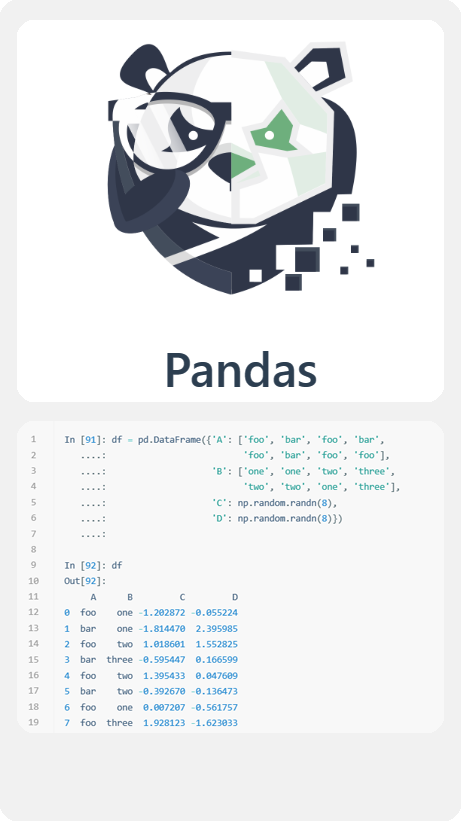 Pandas
1 In [91]: df = pd.DataFrame({'A': ['foo', 'bar', 'foo', 'bar',
2 ....: 'foo', 'bar', 'foo', 'foo'],
3 ....: 'B': ['one', 'one', 'two', 'three',
4 ....: 'two', 'two', 'one', 'three'],
5 ....: 'C': np.random.randn(8),
6 ....: 'D': np.random.randn(8)})
7 ....:
8
9 In [92]: df
10 Out[92]:
11 A B C D
12 0 foo one -1.202872 -0.055224
13 1 bar one -1.814470 2.395985
14 2 foo two 1.018601 1.552825
15 3 bar three -0.595447 0.166599
16 4 foo two 1.395433 0.047609
17 5 bar two -0.392670 -0.136473
18 6 foo one 0.007207 -0.561757
19 7 foo three 1.928123 -1.623033